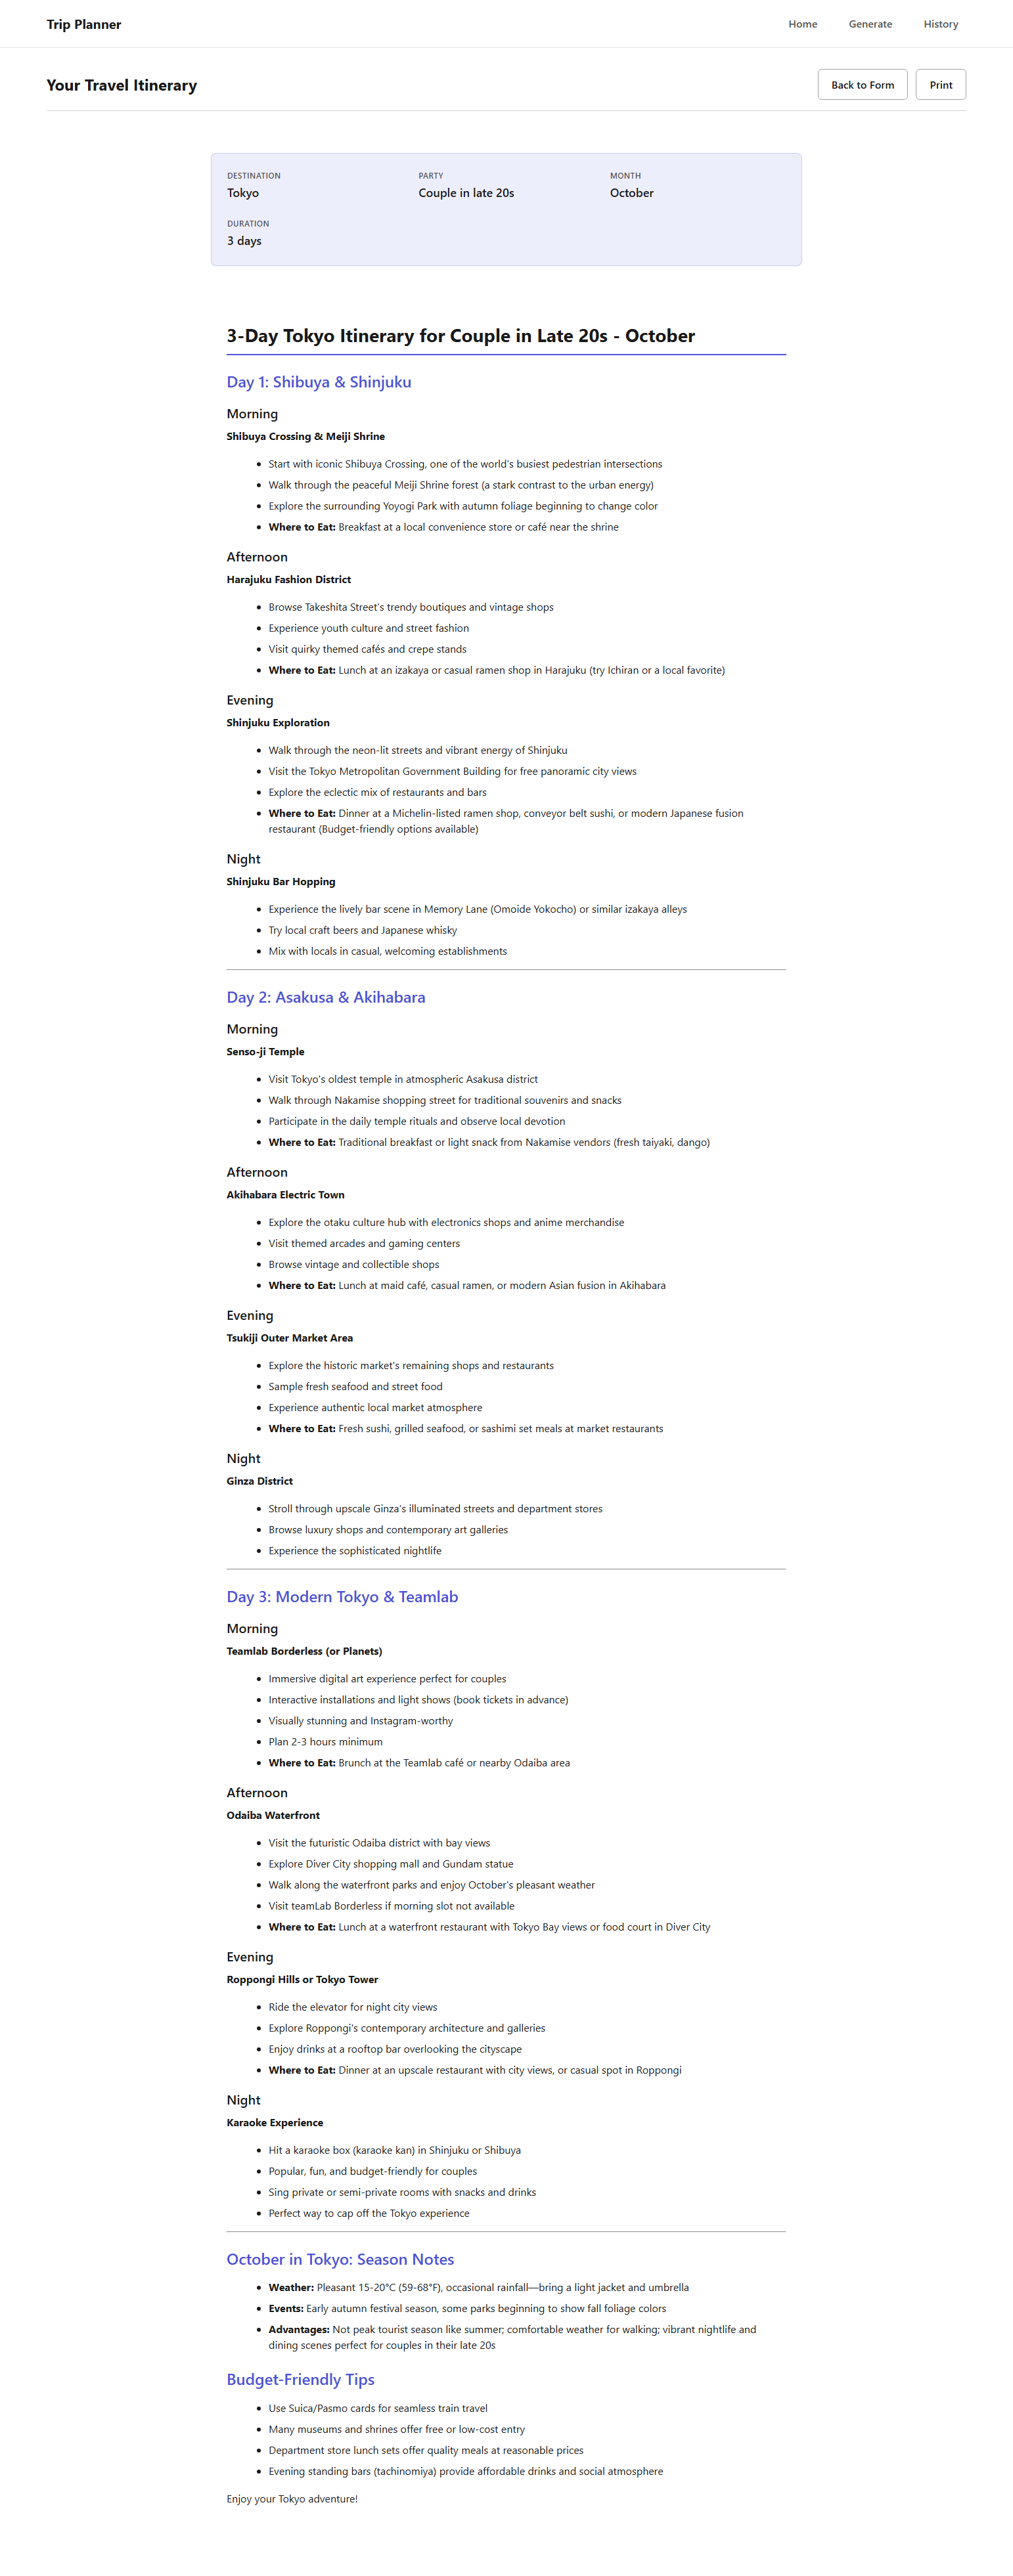 Trip Planner
Home
Generate
History
Your Travel Itinerary
Back to Form
Print
DESTINATION
Tokyo
PARTY
Couple in late 20s
MONTH
October
DURATION
3 days
3-Day Tokyo Itinerary for Couple in Late 20s - October
Day 1: Shibuya & Shinjuku
Morning
Shibuya Crossing & Meiji Shrine
• Start with iconic Shibuya Crossing, one of the world's busiest pedestrian intersections
• Walk through the peaceful Meiji Shrine forest (a stark contrast to the urban energy)
• Explore the surrounding Yoyogi Park with autumn foliage beginning to change color
• Where to Eat: Breakfast at a local convenience store or café near the shrine
Afternoon
Harajuku Fashion District
• Browse Takeshita Street's trendy boutiques and vintage shops
• Experience youth culture and street fashion
• Visit quirky themed cafés and crepe stands
• Where to Eat: Lunch at an izakaya or casual ramen shop in Harajuku (try Ichiran or a local favorite)
Evening
Shinjuku Exploration
• Walk through the neon-lit streets and vibrant energy of Shinjuku
• Visit the Tokyo Metropolitan Government Building for free panoramic city views
• Explore the eclectic mix of restaurants and bars
• Where to Eat: Dinner at a Michelin-listed ramen shop, conveyor belt sushi, or modern Japanese fusion
restaurant (Budget-friendly options available)
Night
Shinjuku Bar Hopping
• Experience the lively bar scene in Memory Lane (Omoide Yokocho) or similar izakaya alleys
• Try local craft beers and Japanese whisky
• Mix with locals in casual, welcoming establishments
Day 2: Asakusa & Akihabara
Morning
Senso-ji Temple
• Visit Tokyo's oldest temple in atmospheric Asakusa district
• Walk through Nakamise shopping street for traditional souvenirs and snacks
• Participate in the daily temple rituals and observe local devotion
• Where to Eat: Traditional breakfast or light snack from Nakamise vendors (fresh taiyaki, dango)
Afternoon
Akihabara Electric Town
• Explore the otaku culture hub with electronics shops and anime merchandise
• Visit themed arcades and gaming centers
• Browse vintage and collectible shops
• Where to Eat: Lunch at maid café, casual ramen, or modern Asian fusion in Akihabara
Evening
Tsukiji Outer Market Area
• Explore the historic market's remaining shops and restaurants
• Sample fresh seafood and street food
• Experience authentic local market atmosphere
• Where to Eat: Fresh sushi, grilled seafood, or sashimi set meals at market restaurants
Night
Ginza District
• Stroll through upscale Ginza's illuminated streets and department stores
• Browse luxury shops and contemporary art galleries
• Experience the sophisticated nightlife
Day 3: Modern Tokyo & Teamlab
Morning
Teamlab Borderless (or Planets)
• Immersive digital art experience perfect for couples
• Interactive installations and light shows (book tickets in advance)
• Visually stunning and Instagram-worthy
• Plan 2-3 hours minimum
• Where to Eat: Brunch at the Teamlab café or nearby Odaiba area
Afternoon
Odaiba Waterfront
• Visit the futuristic Odaiba district with bay views
• Explore Diver City shopping mall and Gundam statue
• Walk along the waterfront parks and enjoy October's pleasant weather
• Visit teamLab Borderless if morning slot not available
• Where to Eat: Lunch at a waterfront restaurant with Tokyo Bay views or food court in Diver City
Evening
Roppongi Hills or Tokyo Tower
• Ride the elevator for night city views
• Explore Roppongi's contemporary architecture and galleries
• Enjoy drinks at a rooftop bar overlooking the cityscape
• Where to Eat: Dinner at an upscale restaurant with city views, or casual spot in Roppongi
Night
Karaoke Experience
• Hit a karaoke box (karaoke kan) in Shinjuku or Shibuya
• Popular, fun, and budget-friendly for couples
• Sing private or semi-private rooms with snacks and drinks
• Perfect way to cap off the Tokyo experience
October in Tokyo: Season Notes
• Weather: Pleasant 15-20°C (59-68°F), occasional rainfall—bring a light jacket and umbrella
• Events: Early autumn festival season, some parks beginning to show fall foliage colors
• Advantages: Not peak tourist season like summer; comfortable weather for walking; vibrant nightlife and
dining scenes perfect for couples in their late 20s
Budget-Friendly Tips
• Use Suica/Pasmo cards for seamless train travel
• Many museums and shrines offer free or low-cost entry
• Department store lunch sets offer quality meals at reasonable prices
• Evening standing bars (tachinomiya) provide affordable drinks and social atmosphere
Enjoy your Tokyo adventure!